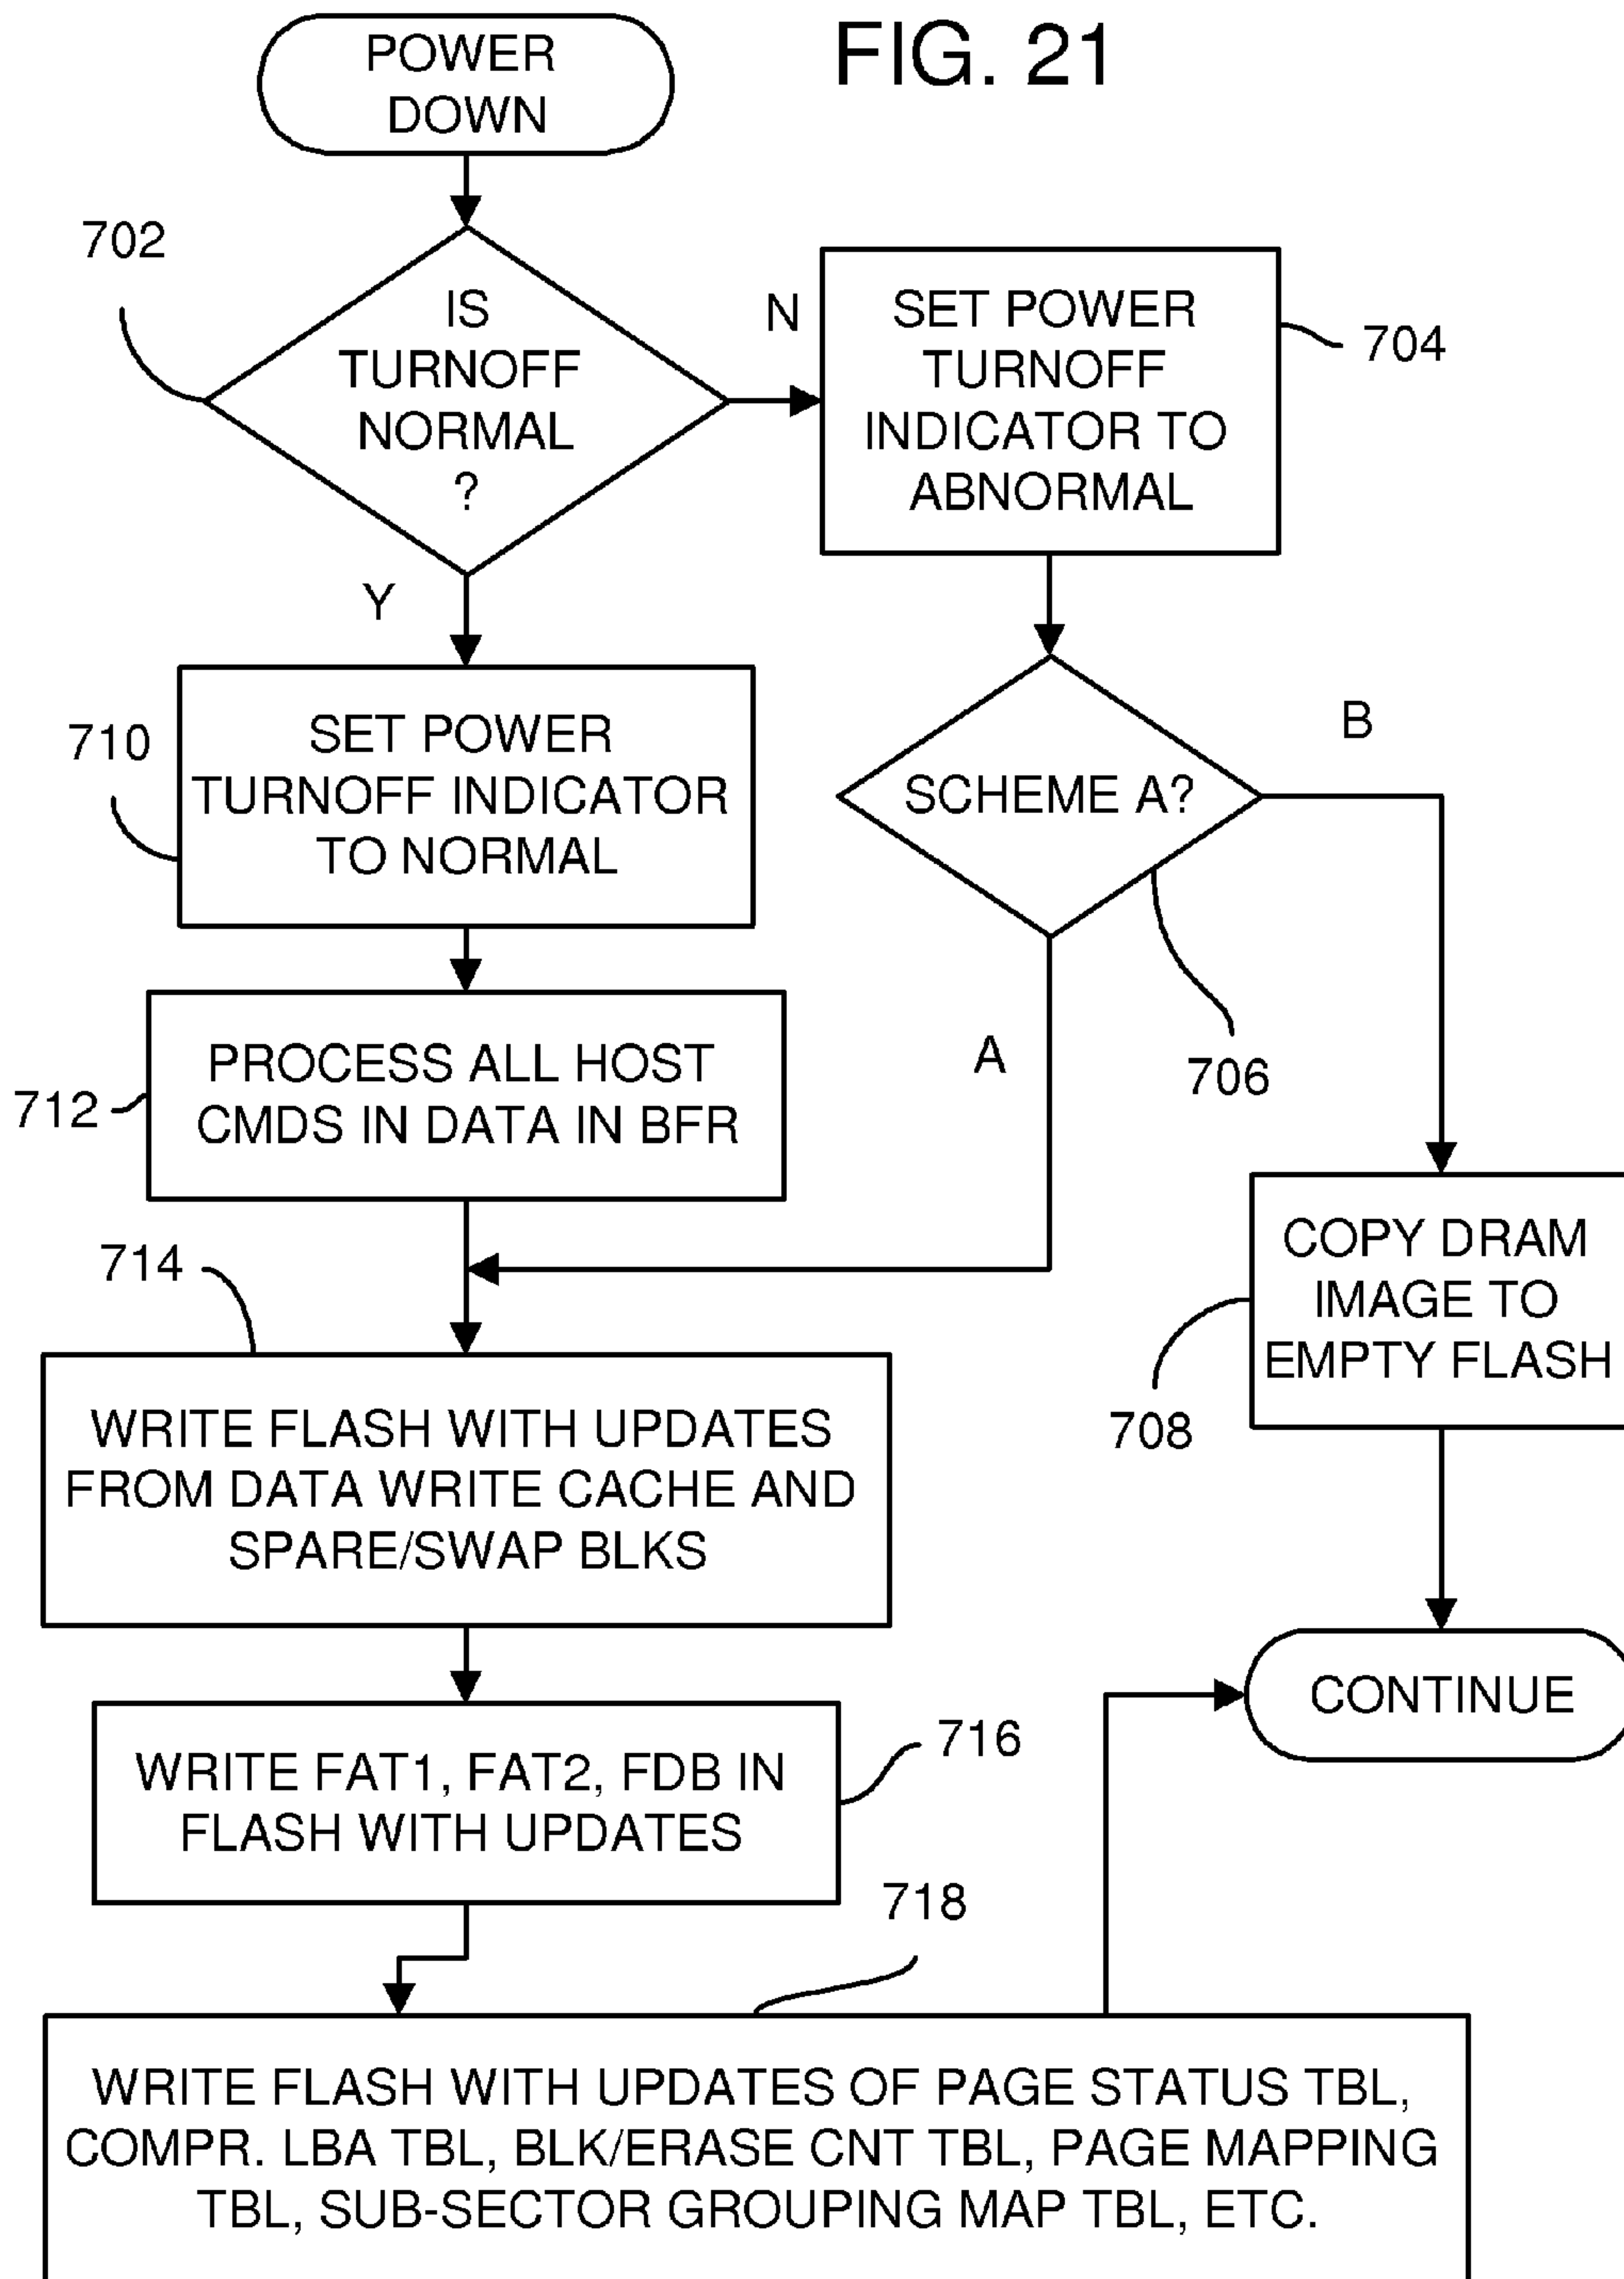 FIG. 21
POWER
DOWN
702
IS
TURNOFF
NORMAL
?
N
SET POWER
TURNOFF
INDICATOR TO
ABNORMAL
704
Y
710
SET POWER
TURNOFF INDICATOR
TO NORMAL
SCHEME A?
B
A
706
712
PROCESS ALL HOST
CMDS IN DATA IN BFR
714
COPY DRAM
IMAGE TO
EMPTY FLASH
708
WRITE FLASH WITH UPDATES
FROM DATA WRITE CACHE AND
SPARE/SWAP BLKS
CONTINUE
716
WRITE FAT1, FAT2, FDB IN
FLASH WITH UPDATES
718
WRITE FLASH WITH UPDATES OF PAGE STATUS TBL,
COMPR. LBA TBL, BLK/ERASE CNT TBL, PAGE MAPPING
TBL, SUB-SECTOR GROUPING MAP TBL, ETC.